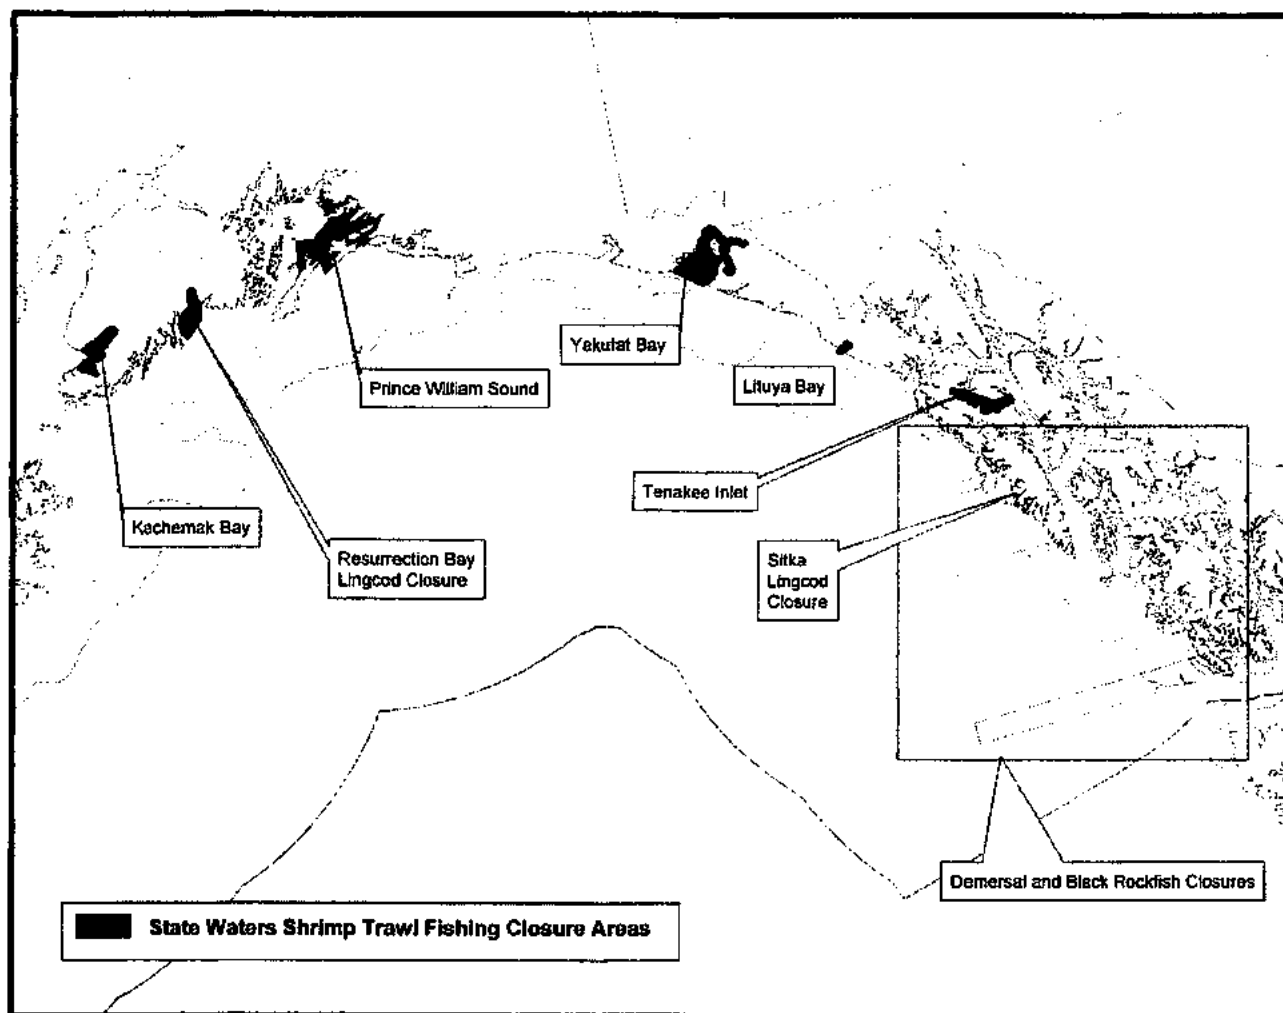 Yakutat Bay
Prince William Sound
Lituya Bay
Tenakee Inlet
Kachemak Bay
Resurrection Bay
Lingcod Closure
Sitka
Lingcod
Closure
Demersal and Black Rockfish Closures
State Waters Shrimp Trawl Fishing Closure Areas